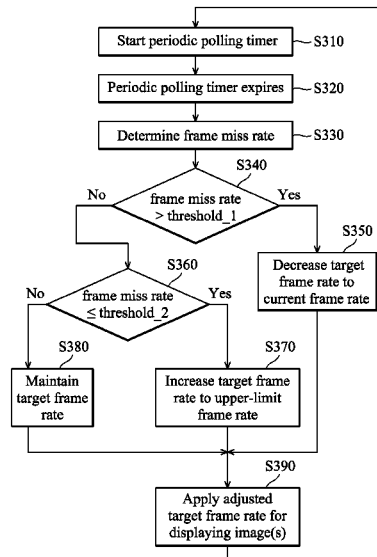 Start periodic polling timer
S310
Periodic polling timer expires
S320
Determine frame miss rate
S330
S340
frame miss rate
> threshold_1
No
Yes
S350
Decrease target
frame rate to
current frame rate
S360
frame miss rate
≤ threshold_2
No
Yes
S380
Maintain
target frame
rate
S370
Increase target frame
rate to upper-limit
frame rate
S390
Apply adjusted
target frame rate for
displaying image(s)